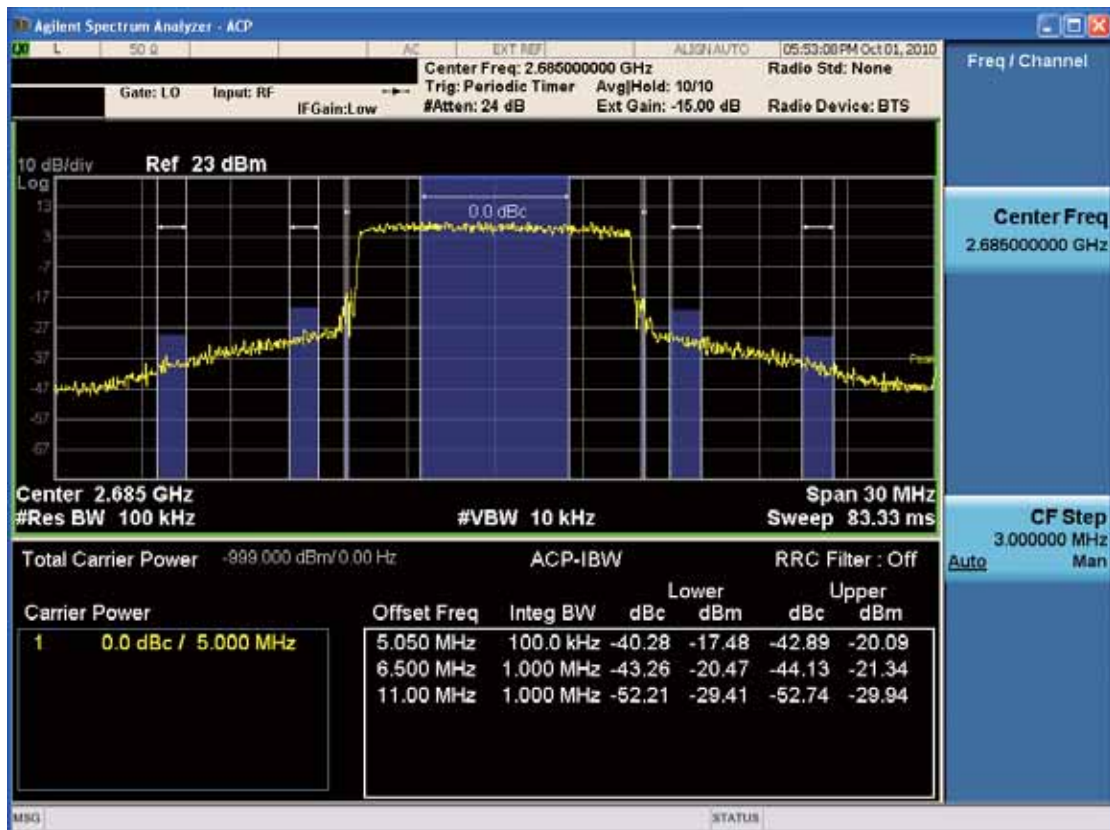 Agilent Spectrum Analyzer - ACP
L 50 Ω AC EXT REF ALIGNAUTO 05:53:08 PM Oct 01, 2010
Center Freq: 2.685000000 GHz Radio Std: None
Gate: LO Input: RF Trig: Periodic Timer Avg|Hold: 10/10
IFGain:Low #Atten: 24 dB Ext Gain: -15.00 dB Radio Device: BTS
10 dB/div Ref 23 dBm
Log
13
3
-7
-17
-27
-37
-47
-57
-67
0.0 dBc
Center 2.685 GHz Span 30 MHz
#Res BW 100 kHz #VBW 10 kHz Sweep 83.33 ms
Total Carrier Power -999.000 dBm/ 0.00 Hz ACP-IBW RRC Filter : Off
Lower Upper
Carrier Power Offset Freq Integ BW dBc dBm dBc dBm
1 0.0 dBc / 5.000 MHz 5.050 MHz 100.0 kHz -40.28 -17.48 -42.89 -20.09
6.500 MHz 1.000 MHz -43.26 -20.47 -44.13 -21.34
11.00 MHz 1.000 MHz -52.21 -29.41 -52.74 -29.94
MSG STATUS
Freq / Channel
Center Freq
2.685000000 GHz
CF Step
3.000000 MHz
Auto Man